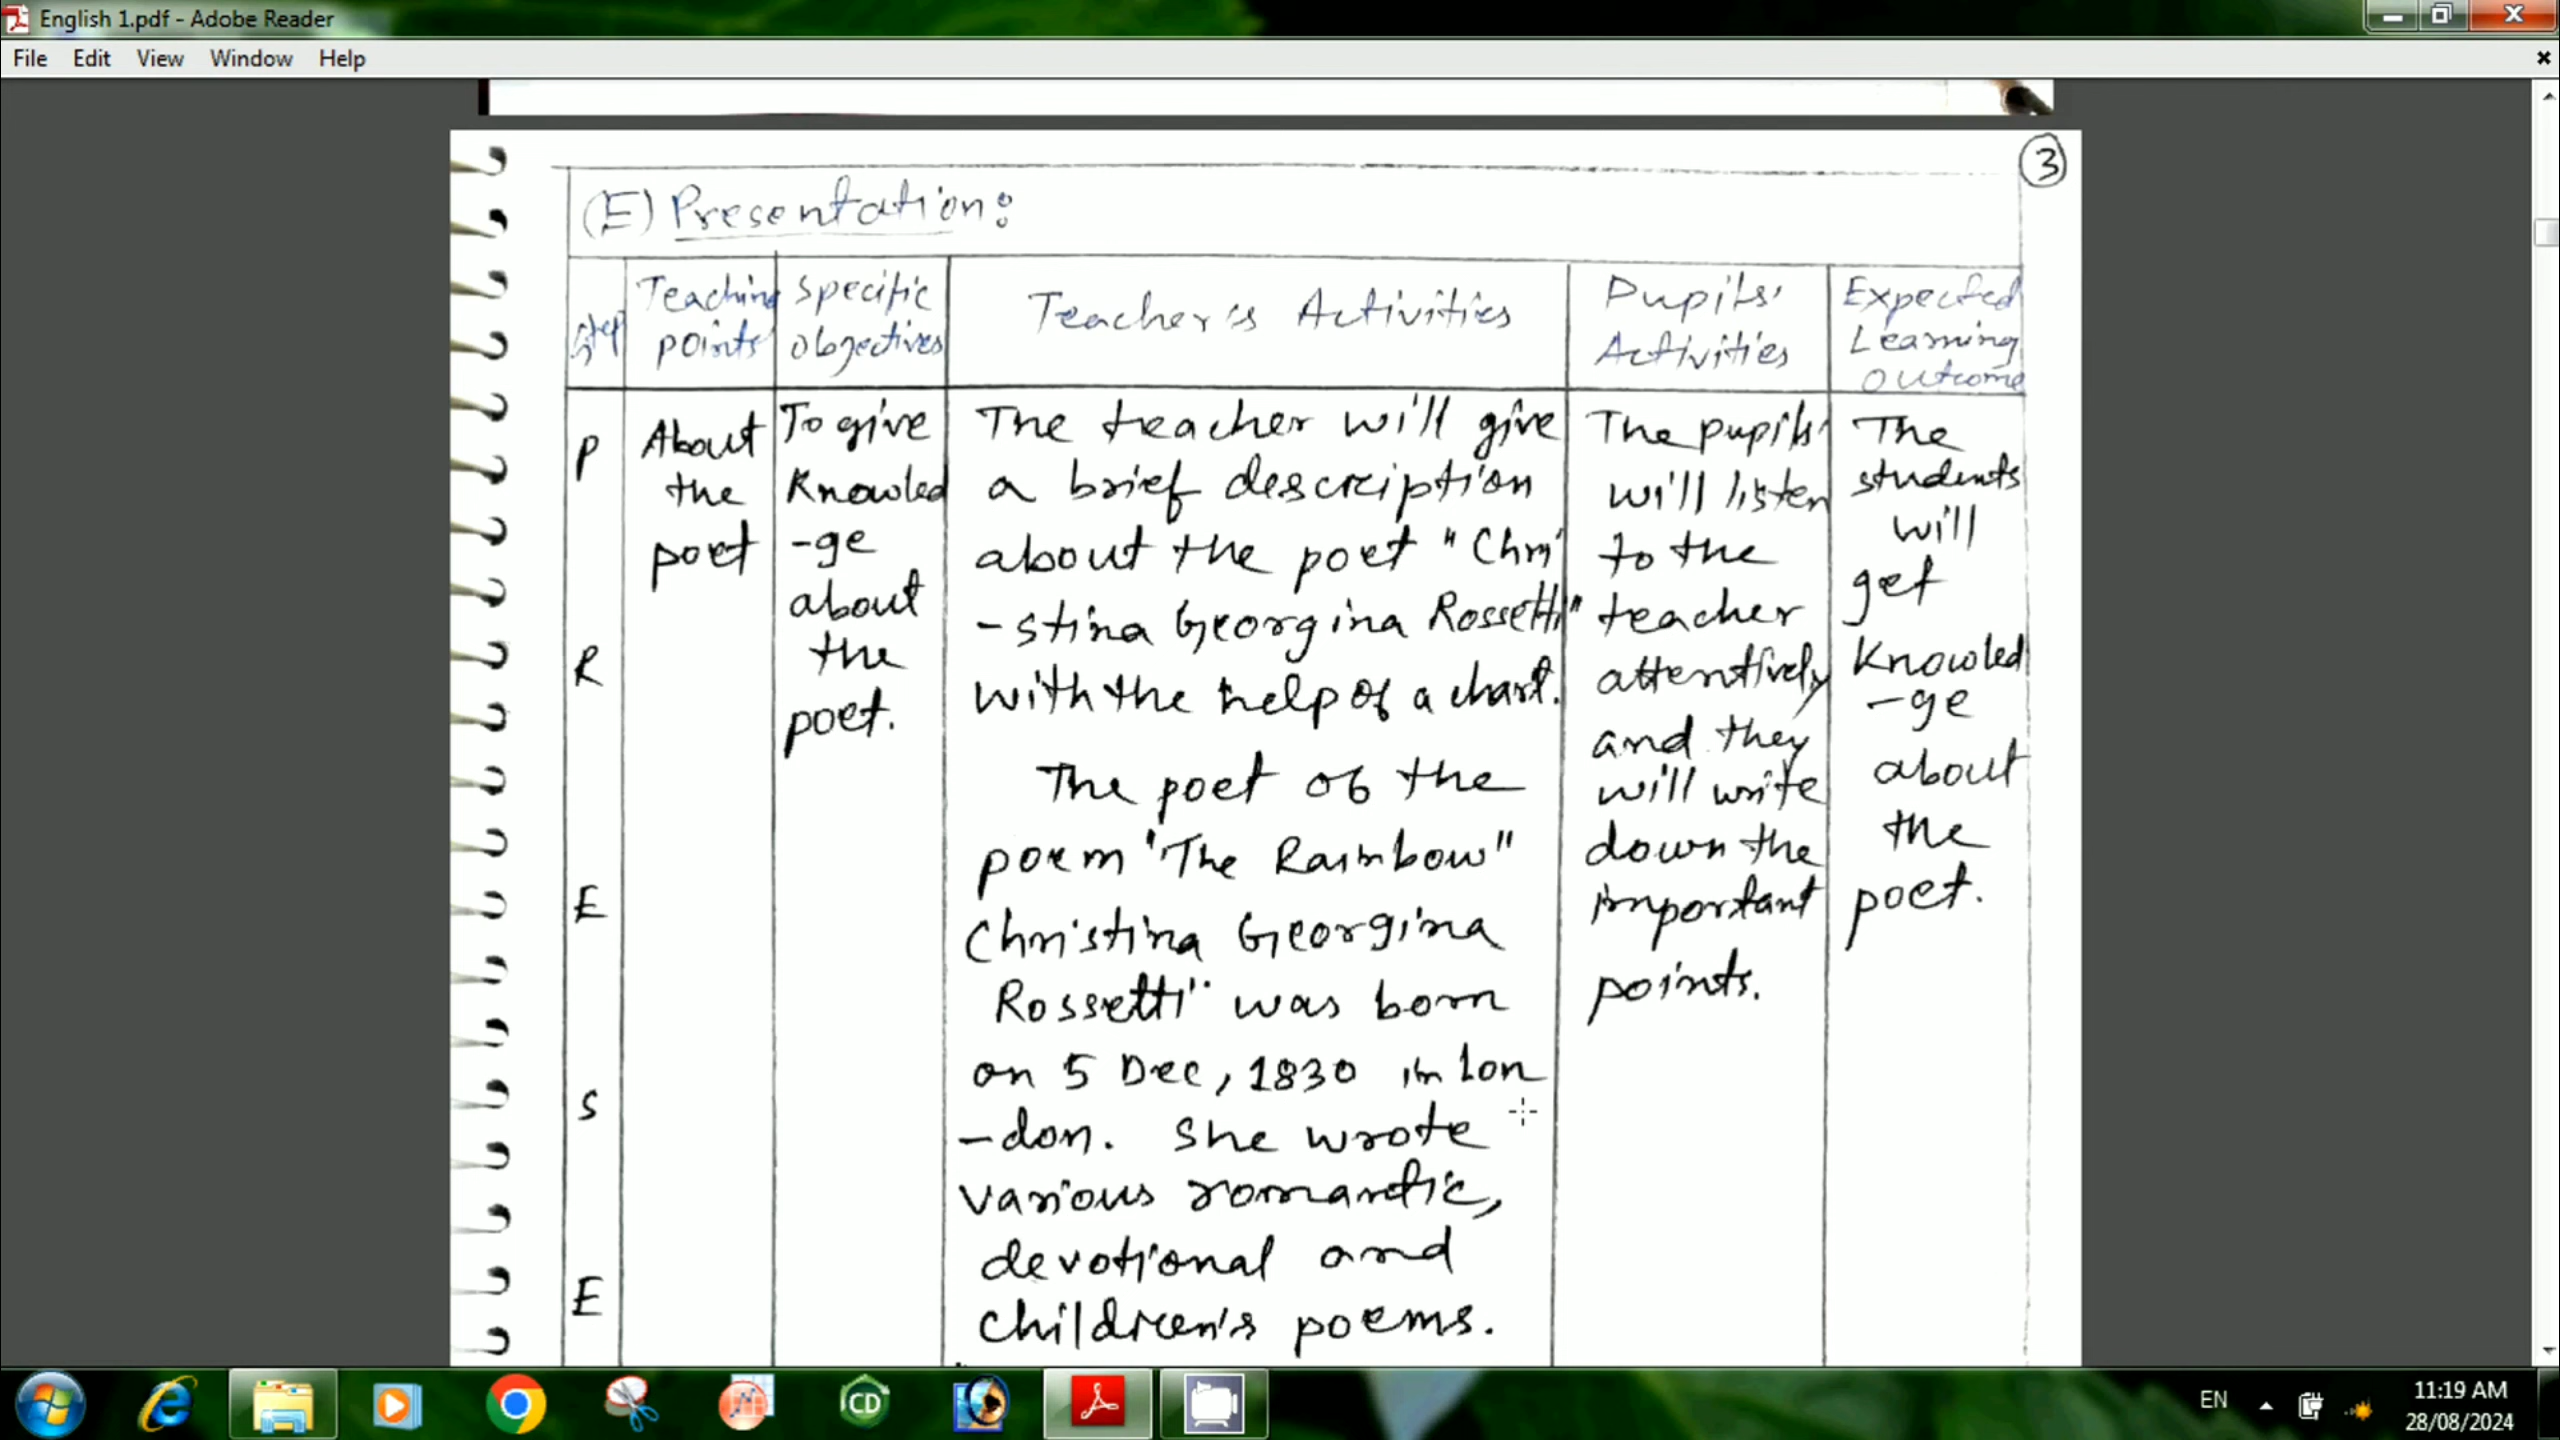 English 1.pdf - Adobe Reader
File Edit View Window Help
3
(E) Presentation:
Steps
Teaching
points
Specific
Objectives
Teacher's Activities
Pupils'
Activities
Expected
Learning
Outcome
P
R
E
S
E
About
the
poet
To give
Knowled
-ge
about
the
poet.
The teacher will give
a brief description
about the poet "Chri
-stina Georgina Rossetti"
with the help of a chart.
The poet of the
poem "The Rainbow"
Christina Georgina
Rossetti" was born
on 5 Dec, 1830 in Lon
-don. She wrote
various romantic,
devotional and
children's poems.
The pupils'
will listen
to the
teacher
attentively
and they
will write
down the
important
points.
The
students
will
get
Knowled
-ge
about
the
poet.
CD
EN
11:19 AM
28/08/2024